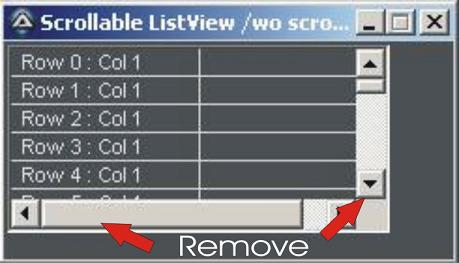 Scrollable ListView /wo scro...
Row 0 : Col 1
Row 1 : Col 1
Row 2 : Col 1
Row 3 : Col 1
Row 4 : Col 1
Remove